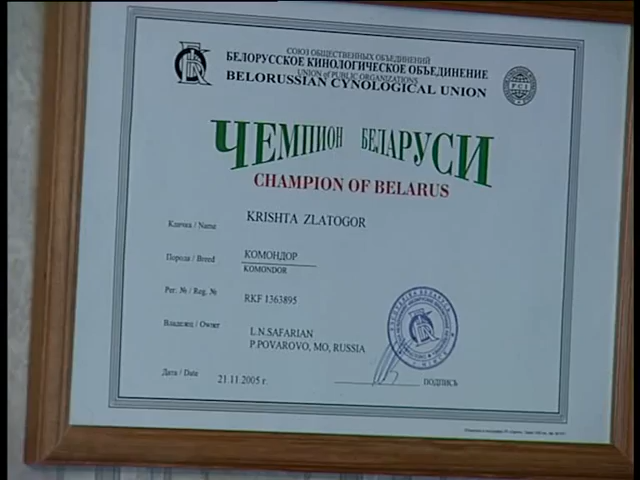 СОЮЗ ОБЩЕСТВЕННЫХ ОБЪЕДИНЕНИЙ
БЕЛОРУССКОЕ КИНОЛОГИЧЕСКОЕ ОБЪЕДИНЕНИЕ
UNION of PUBLIC ORGANIZATIONS
BELORUSSIAN CYNOLOGICAL UNION
FCI
ЧЕМПИОН БЕЛАРУСИ
CHAMPION OF BELARUS
Кличка / Name KRISHTA ZLATOGOR
Порода / Breed КОМОНДОР
KOMONDOR
Рег. № / Reg. № RKF 1363895
Владелец / Owner L.N.SAFARIAN
P.POVAROVO, MO, RUSSIA
Дата / Date 21.11.2005 г.
ПОДПИСЬ